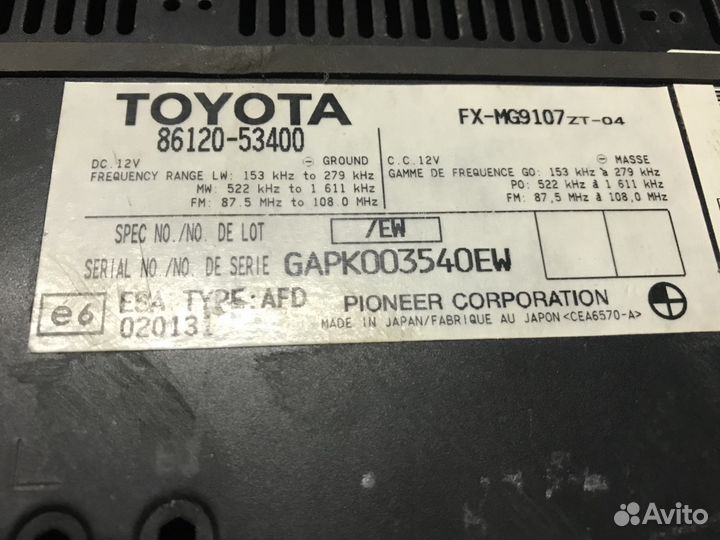 TOYOTA
86120-53400
FX-MG9107 ZT-04
DC.12V ⊖ GROUND
FREQUENCY RANGE LW: 153 kHz to 279 kHz
MW: 522 kHz to 1 611 kHz
FM: 87.5 MHz to 108.0 MHz
C.C.12V ⊖ MASSE
GAMME DE FREQUENCE GO: 153 kHz à 279 kHz
PO: 522 kHz à 1 611 kHz
FM: 87,5 MHz à 108,0 MHz
SPEC NO./NO. DE LOT /EW
SERIAL NO./NO. DE SERIE GAPK003540EW
e6 ESA TYPE:AFD
020131
PIONEER CORPORATION
MADE IN JAPAN/FABRIQUE AU JAPON <CEA6570-A>
Avito